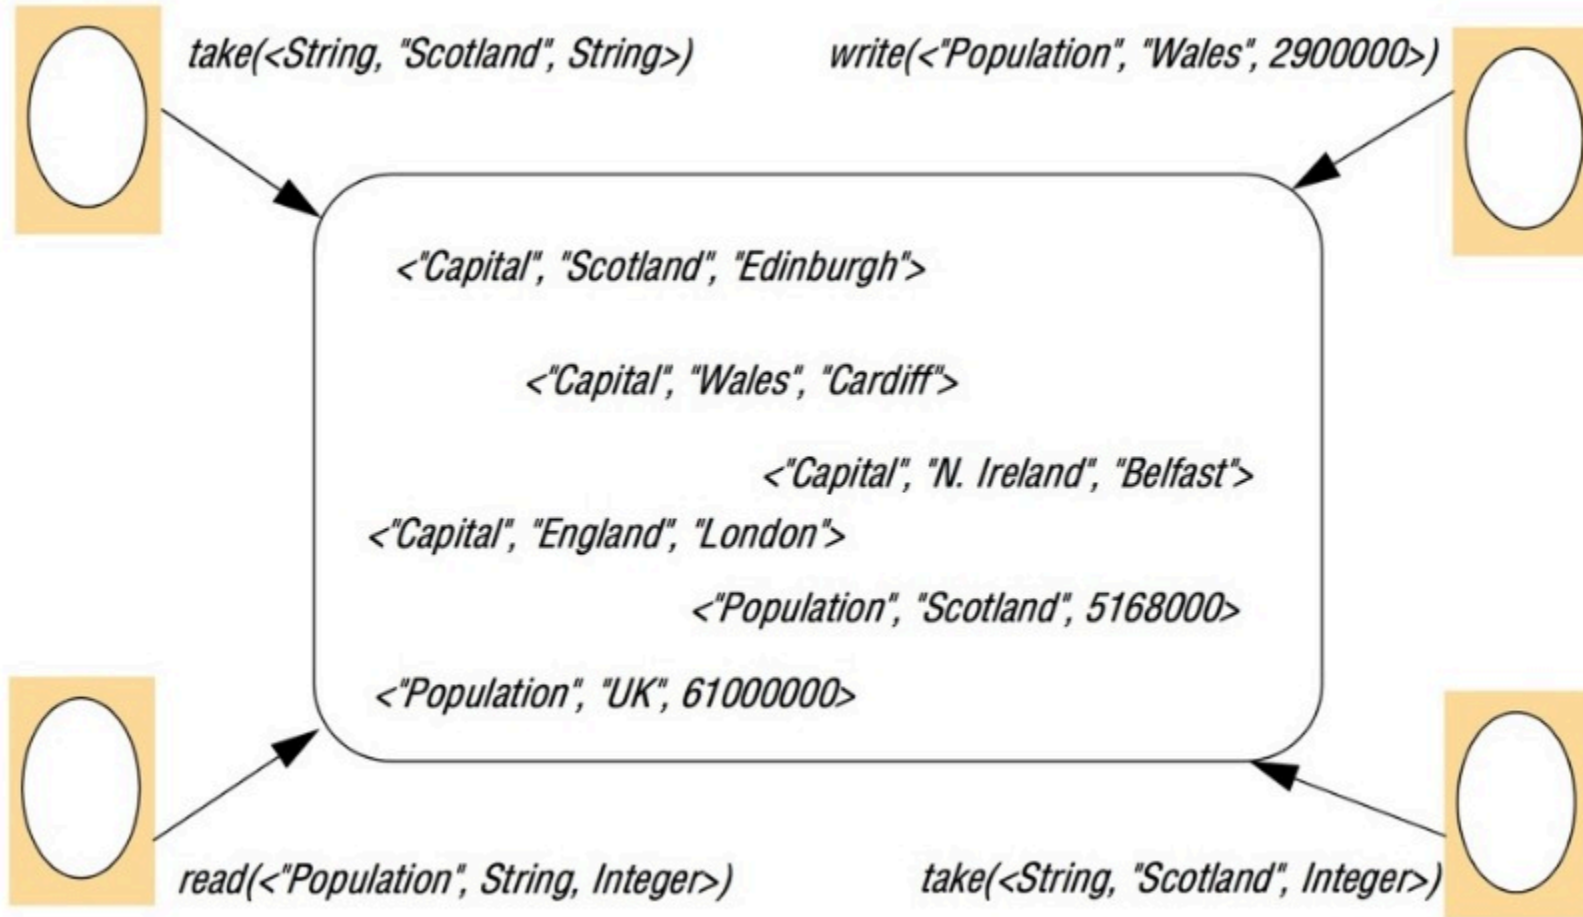 take(<String, "Scotland", String>)
write(<"Population", "Wales", 2900000>)
<"Capital", "Scotland", "Edinburgh">
<"Capital", "Wales", "Cardiff">
<"Capital", "N. Ireland", "Belfast">
<"Capital", "England", "London">
<"Population", "Scotland", 5168000>
<"Population", "UK", 61000000>
read(<"Population", String, Integer>)
take(<String, "Scotland", Integer>)